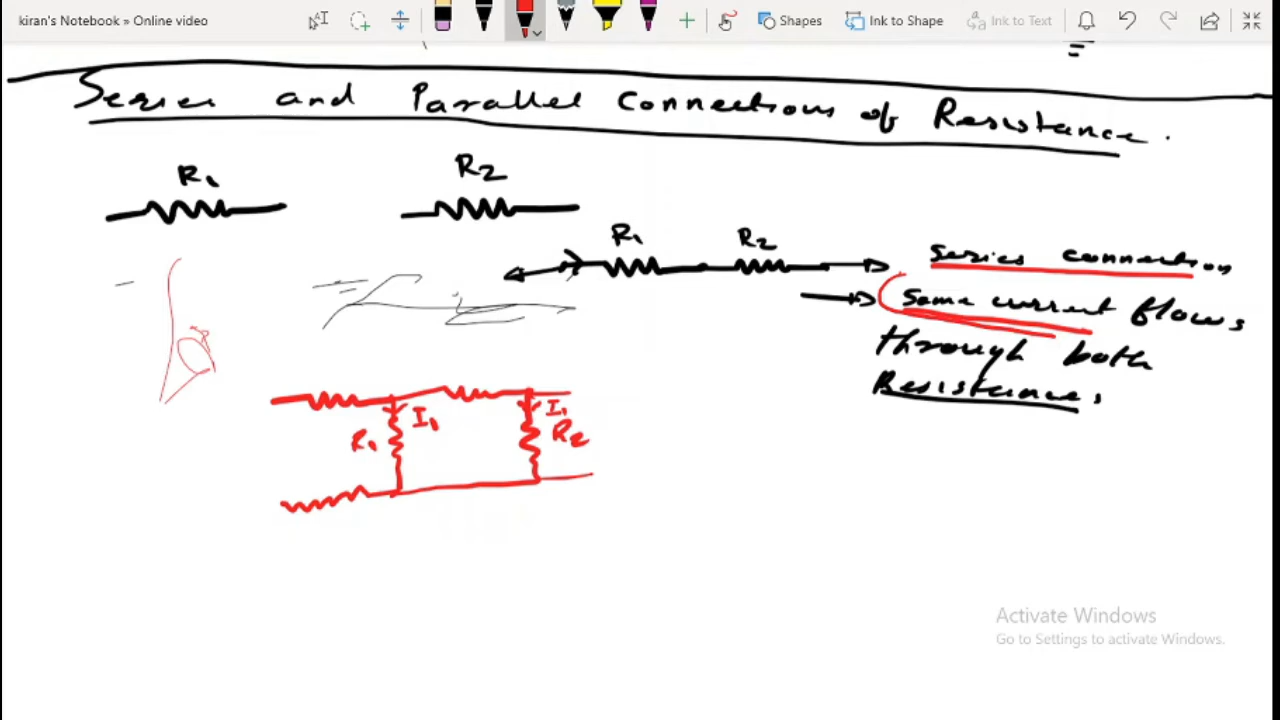 kiran's Notebook » Online video
Shapes
Ink to Shape
Ink to Text
Series and Parallel Connections of Resistance.
R1
R2
R1
R2
Series connection
Same current flows
through both
Resistance.
I1
R1
I1
R2
Activate Windows
Go to Settings to activate Windows.